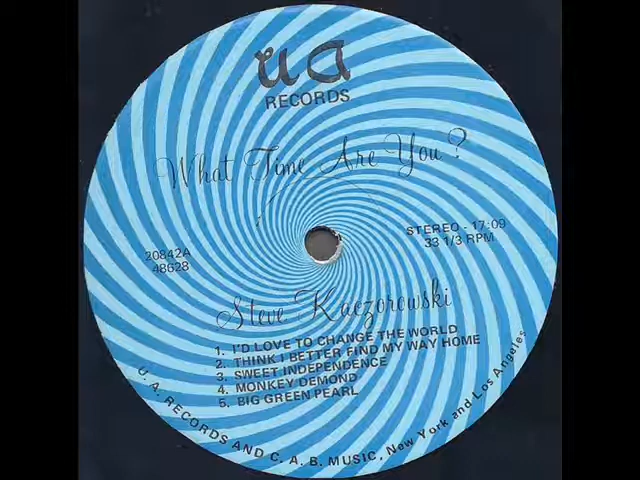 ua
RECORDS
What Time Are You?
STEREO - 17:09
33 1/3 RPM
20842A
48628
Steve Kaczorowski
1. I'D LOVE TO CHANGE THE WORLD
2. THINK I BETTER FIND MY WAY HOME
3. SWEET INDEPENDENCE
4. MONKEY DEMOND
5. BIG GREEN PEARL
U. A. RECORDS AND C. A. B. MUSIC, New York and Los Angeles